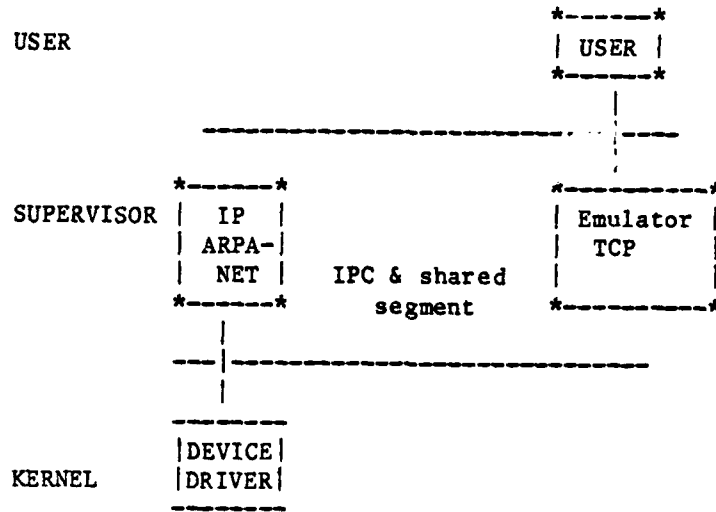 USER
USER
SUPERVISOR
IP
ARPA-
NET
IPC & shared
segment
Emulator
TCP
KERNEL
DEVICE
DRIVER